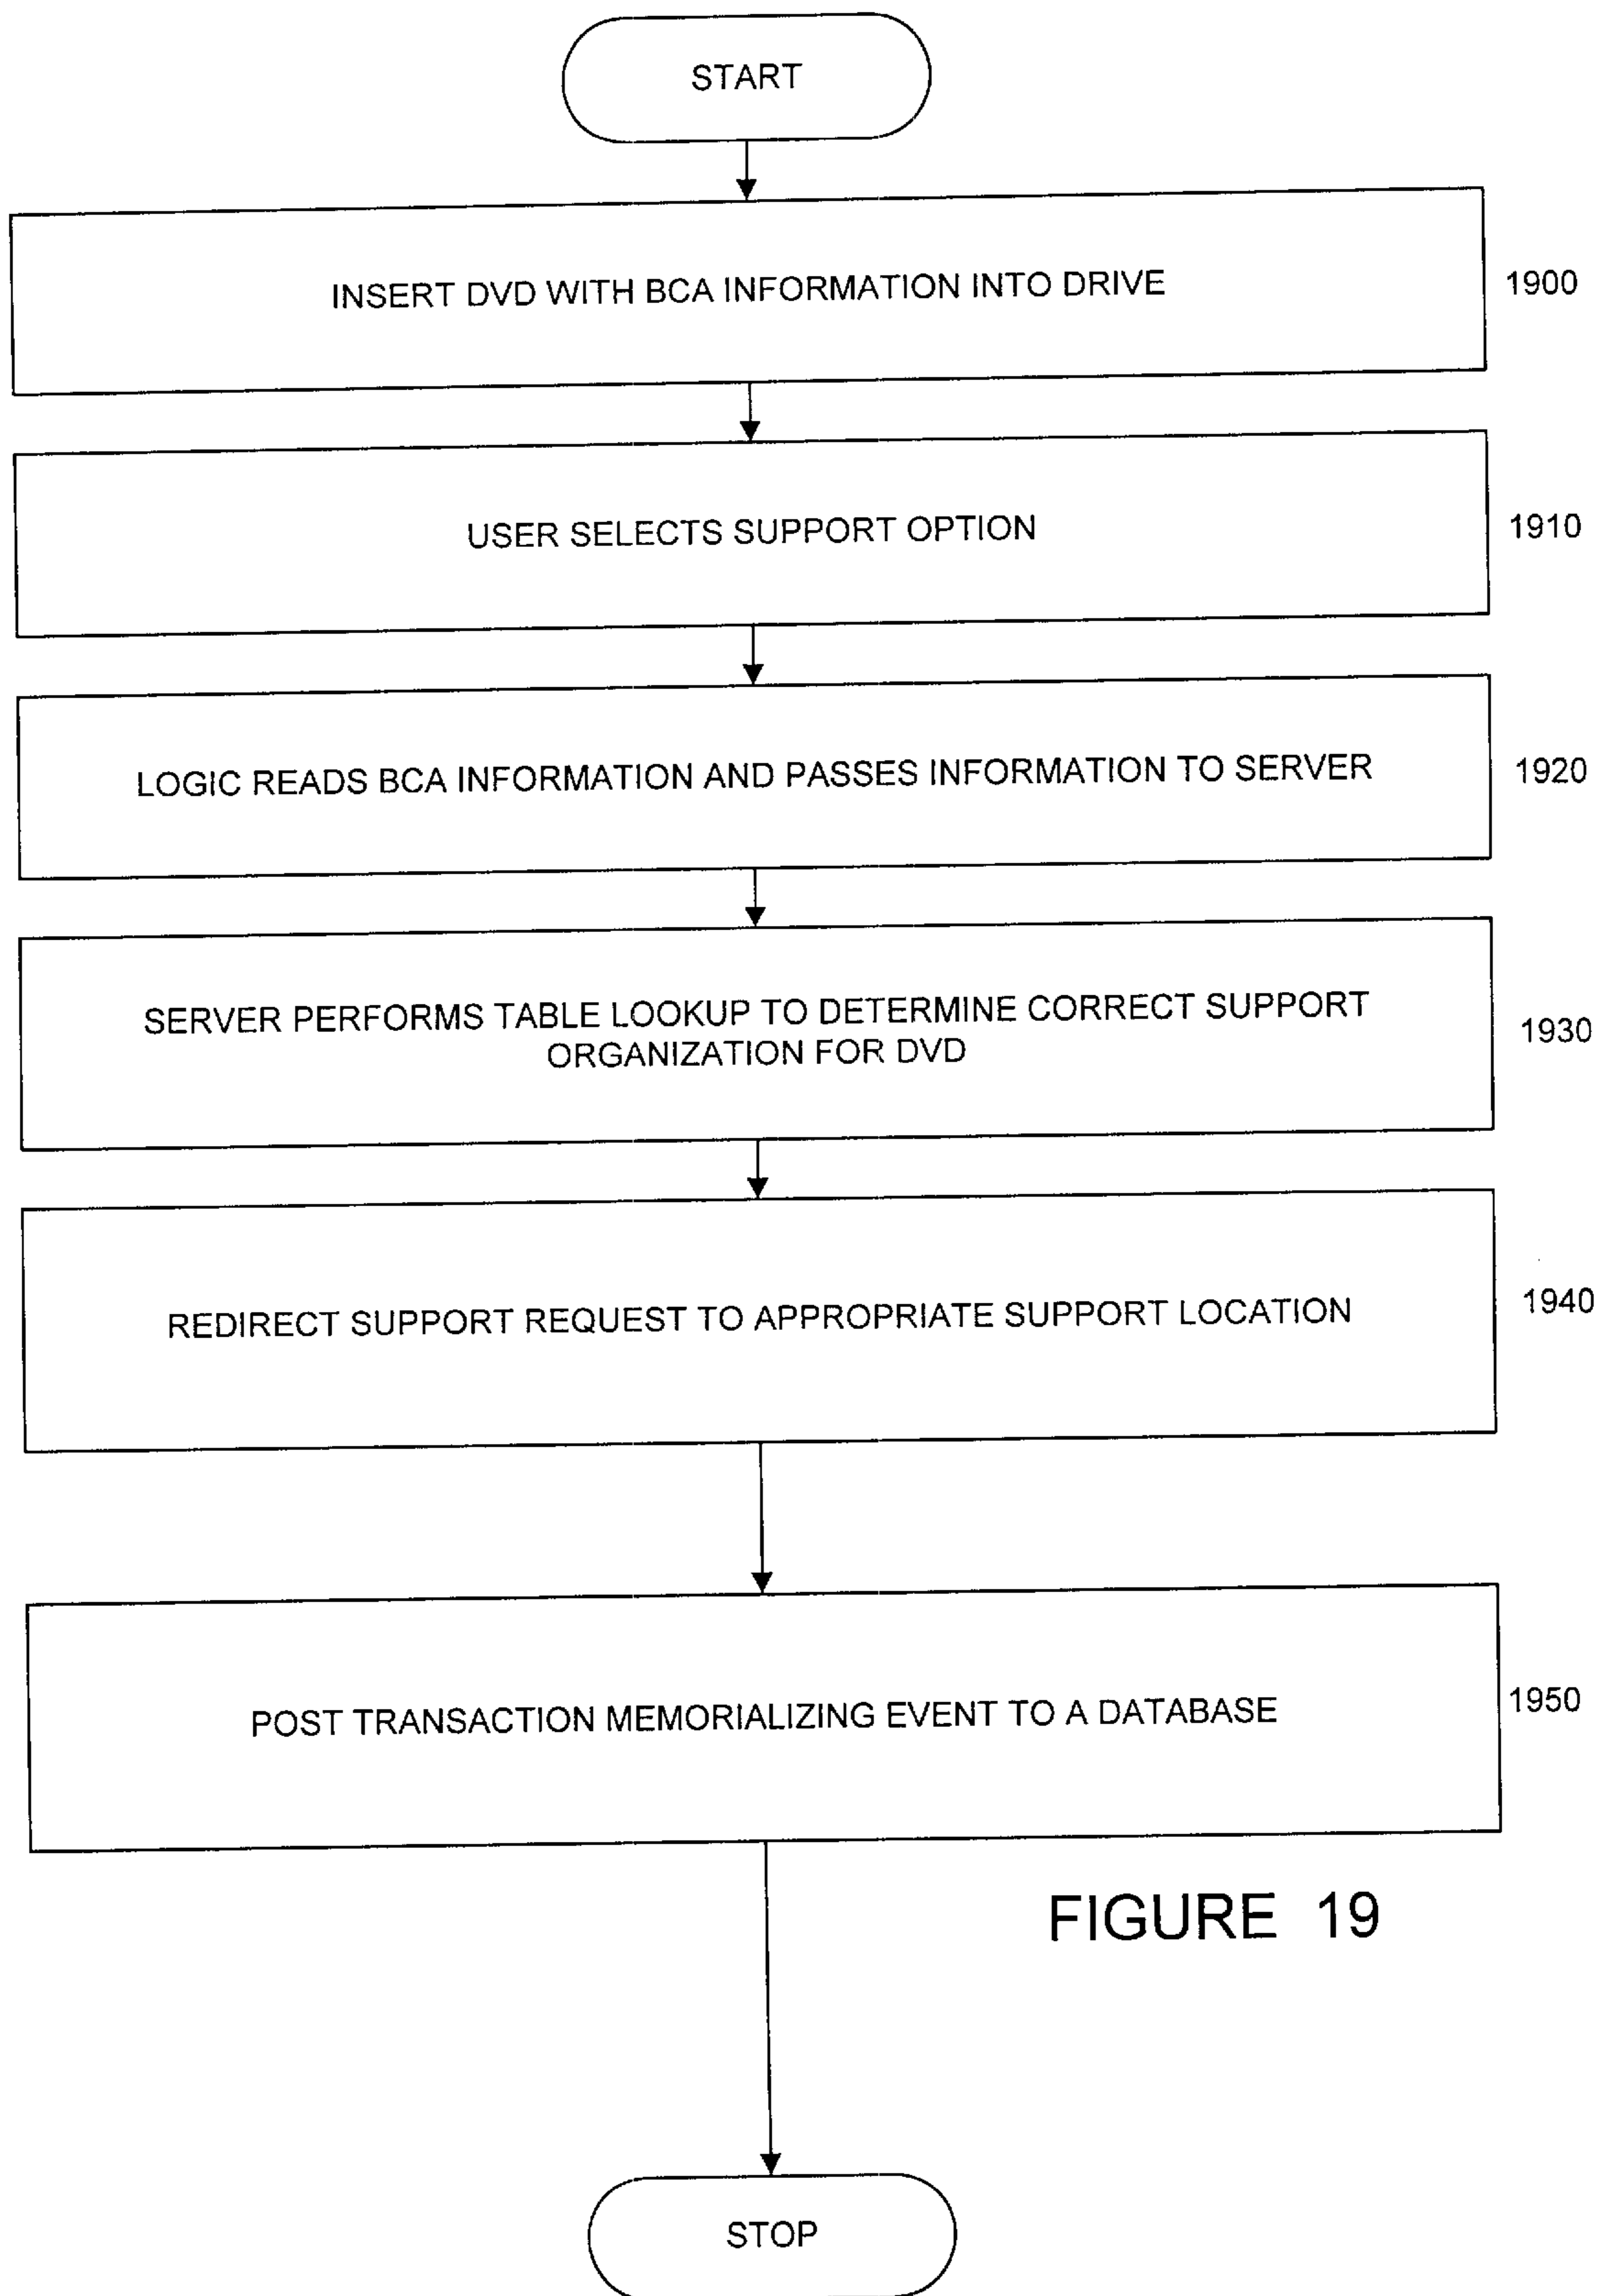 START
INSERT DVD WITH BCA INFORMATION INTO DRIVE
1900
USER SELECTS SUPPORT OPTION
1910
LOGIC READS BCA INFORMATION AND PASSES INFORMATION TO SERVER
1920
SERVER PERFORMS TABLE LOOKUP TO DETERMINE CORRECT SUPPORT
ORGANIZATION FOR DVD
1930
REDIRECT SUPPORT REQUEST TO APPROPRIATE SUPPORT LOCATION
1940
POST TRANSACTION MEMORIALIZING EVENT TO A DATABASE
1950
FIGURE 19
STOP